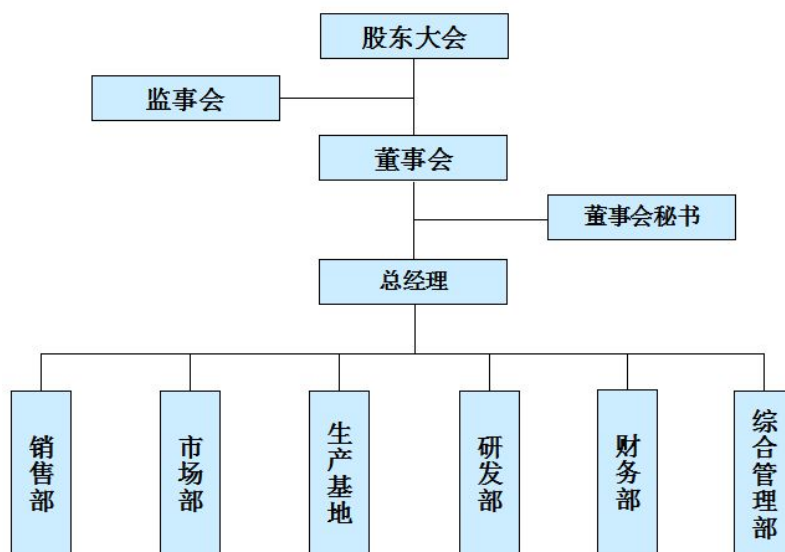 股东大会
监事会
董事会
董事会秘书
总经理
销售部
市场部
生产基地
研发部
财务部
综合管理部